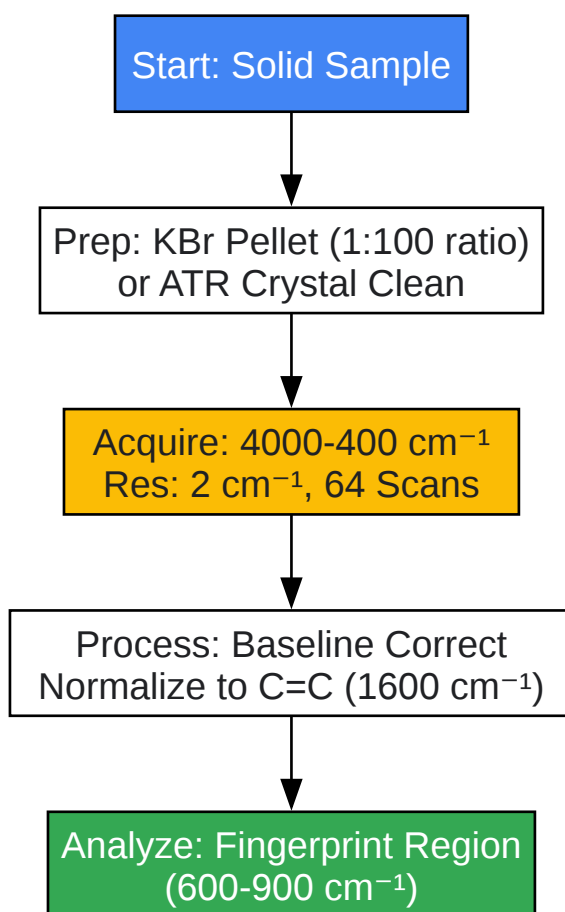 Start: Solid Sample
Prep: KBr Pellet (1:100 ratio)
or ATR Crystal Clean
Acquire: 4000-400 cm⁻¹
Res: 2 cm⁻¹, 64 Scans
Process: Baseline Correct
Normalize to C=C (1600 cm⁻¹)
Analyze: Fingerprint Region
(600-900 cm⁻¹)